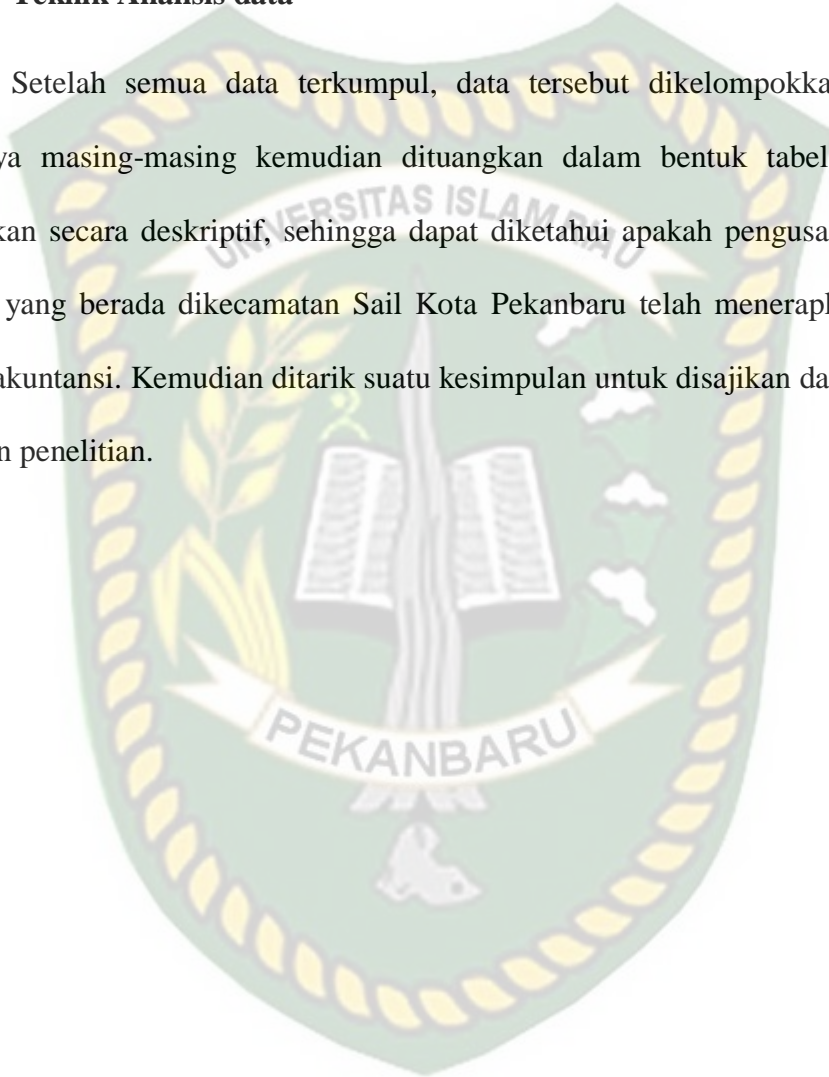 Teknik Analisis data
Setelah semua data terkumpul, data tersebut dikelompokka
ya masing-masing kemudian dituangkan dalam bentuk tabel
kan secara deskriptif, sehingga dapat diketahui apakah pengusa
yang berada dikecamatan Sail Kota Pekanbaru telah menerapl
akuntansi. Kemudian ditarik suatu kesimpulan untuk disajikan da
n penelitian.
UNIVERSITAS ISLAM RIAU
PEKANBARU